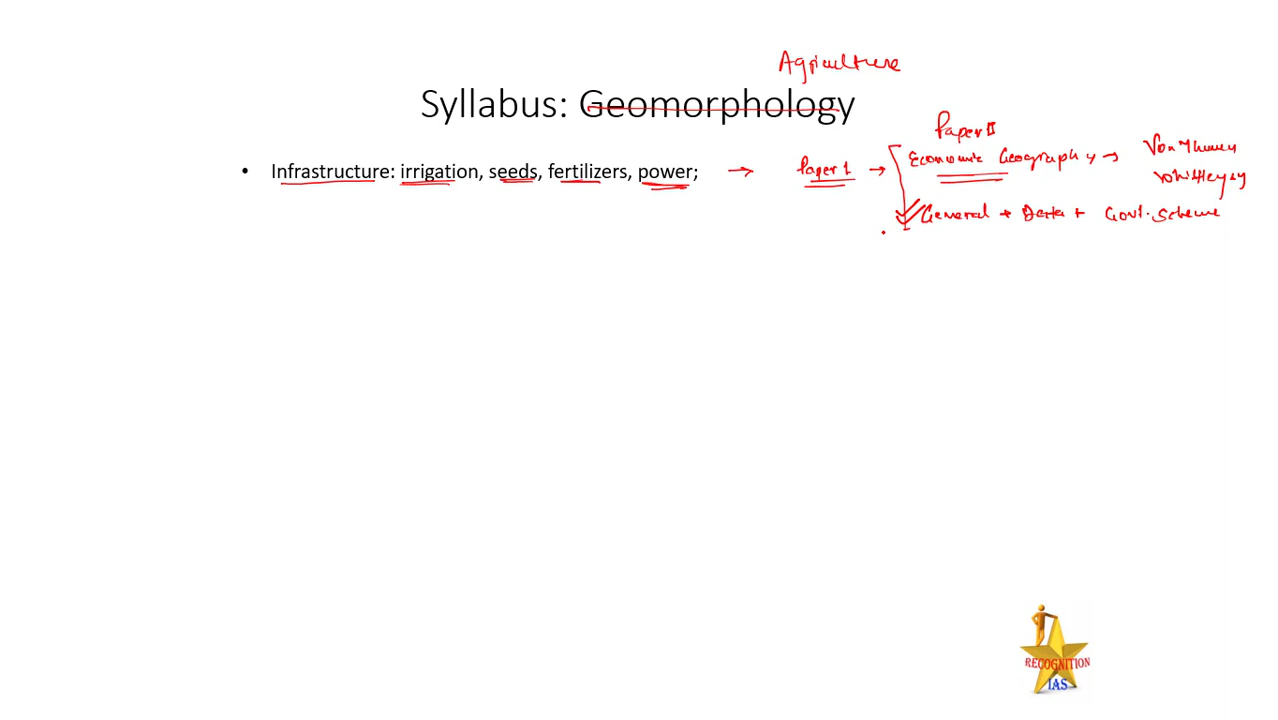 Agriculture
Syllabus: Geomorphology
Paper II
• Infrastructure: irrigation, seeds, fertilizers, power; → Paper 1 → Economic Geography → Von Thunen
Whittlesey
General + Data + Govt. Scheme
RECOGNITION
IAS